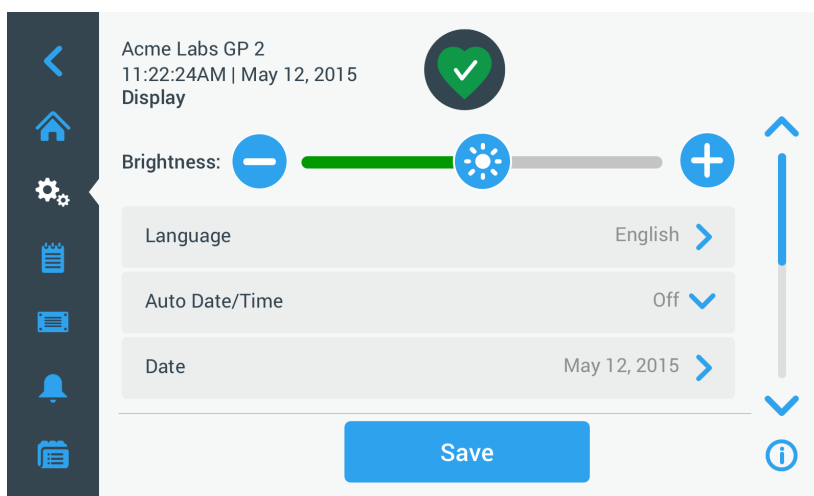 Acme Labs GP 2
11:22:24AM | May 12, 2015
Display
Brightness:
Language English
Auto Date/Time Off
Date May 12, 2015
Save